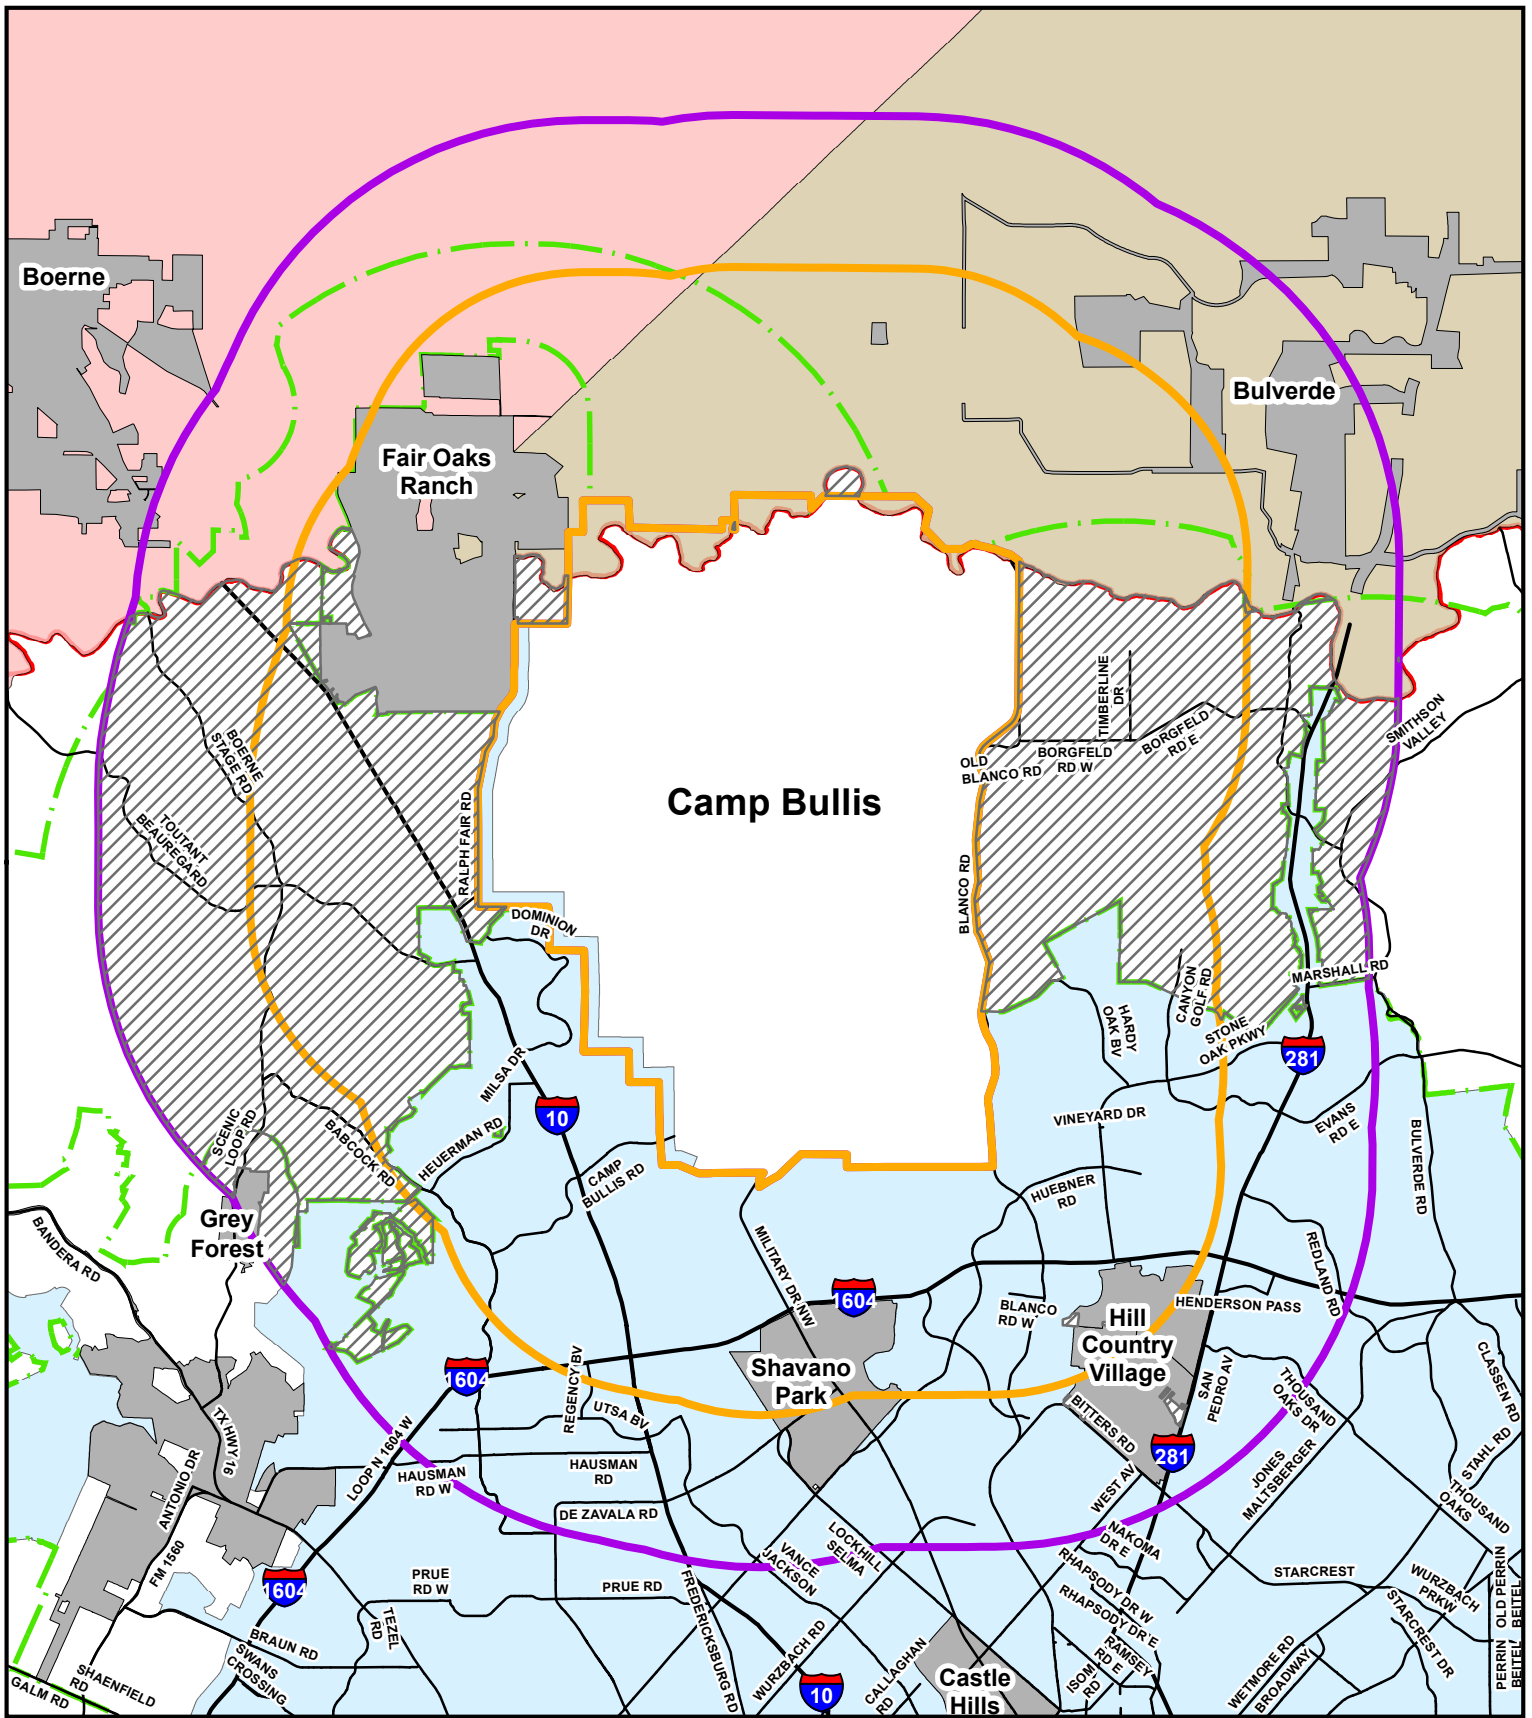 Boerne
Bulverde
Fair Oaks
Ranch
Camp Bullis
TIMBERLINE
DR
BORGFELD
RD E
BORGFELD
RD W
OLD
BLANCO RD
SMITHSON
VALLEY
BOERNE
STAGE RD
TOUTANT
BEAUREGARD
RALPH FAIR RD
DOMINION
DR
BLANCO RD
MARSHALL RD
CANYON
GOLF RD
HARDY
OAK BV
STONE
OAK PKWY
281
MILSA DR
10
HEUERMAN RD
SCENIC
LOOP RD
BABCOCK RD
CAMP
BULLIS RD
VINEYARD DR
EVANS
RD E
BULVERDE RD
HUEBNER
RD
Grey
Forest
BANDERA RD
MILITARY DR NW
REDLAND RD
1604
BLANCO
RD W
HENDERSON PASS
Hill
Country
Village
Shavano
Park
1604
REGENCY BV
UTSA BV
SAN
PEDRO AV
THOUSAND
OAKS DR
CLASSEN RD
BITTERS RD
TX HWY 16
LOOP N 1604 W
HAUSMAN
RD W
HAUSMAN
RD
281
STAHL RD
JONES
MALTSBERGER
WEST AV
THOUSAND
OAKS
ANTONIO DR
DE ZAVALA RD
LOCKHILL
SELMA
VANCE
JACKSON
NAKOMA
DR E
FM 1560
1604
PRUE
RD W
PRUE RD
RHAPSODY DR W
RHAPSODY DR E
STARCREST
WURZBACH
PRKW
OLD PERRIN
BEITEL
TEZEL
RD
FREDERICKSBURG RD
STARCREST DR
BRAUN RD
SWANS
CROSSING
WURZBACH RD
CALLAGHAN
RD
RAMSEY
RD E
ISOM
RD
WETMORE RD
BROADWAY
PERRIN
BEITEL
SHAENFIELD
RD
GALM RD
10
Castle
Hills